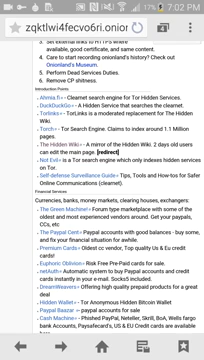 17% 7:02 PM
zqktlwi4fecvo6ri.onion
3. Set external links to HTTPS where
available, good certificate, and same content.
4. Care to start recording onionland's history? Check out
Onionland's Museum.
5. Perform Dead Services Duties.
6. Remove CP shitness.
Introduction Points
Ahmia.fi - Clearnet search engine for Tor Hidden Services.
DuckDuckGo - A Hidden Service that searches the clearnet.
Torlinks - TorLinks is a moderated replacement for The Hidden
Wiki.
Torch - Tor Search Engine. Claims to index around 1.1 Million
pages.
The Hidden Wiki - A mirror of the Hidden Wiki. 2 days old users
can edit the main page. [redirect]
Not Evil is a Tor search engine which only indexes hidden services
on Tor.
Self-defense Surveillance Guide Tips, Tools and How-tos for Safer
Online Communications (clearnet).
Financial Services
Currencies, banks, money markets, clearing houses, exchangers:
The Green Machine! Forum type marketplace with some of the
oldest and most experienced vendors around. Get your paypals,
CCs, etc
The Paypal Cent Paypal accounts with good balances - buy some,
and fix your financial situation for awhile.
Premium Cards Oldest cc vendor, Top quality Us & Eu credit
cards!
Euphoric Oblivion Risk Free Pre-Paid cards for sale.
netAuth Automatic system to buy Paypal accounts and credit
cards instantly in your e-mail. Socks5 included.
DreamWeavers Offering high quality prepaid products for a great
deal
Hidden Wallet - Tor Anonymous Hidden Bitcoin Wallet
Paypal Bazaar - paypal accounts for sale
Cash Machine Phished PayPal, Neteller, Skrill, BoA, Wells fargo
bank Accounts, Paysafecard's, US & EU Credit cards are available